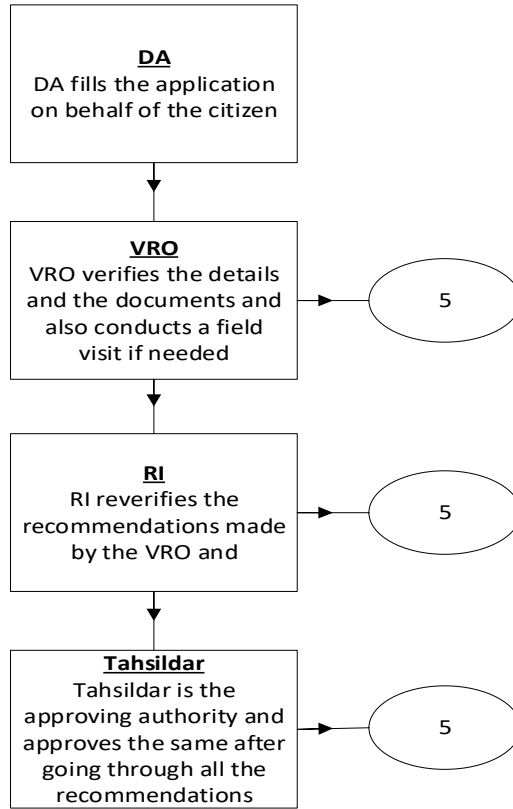 DA
DA fills the application
on behalf of the citizen
VRO
VRO verifies the details
and the documents and
also conducts a field
visit if needed
5
RI
RI reverifies the
recommendations made
by the VRO and
5
Tahsildar
Tahsildar is the
approving authority and
approves the same after
going through all the
recommendations
5